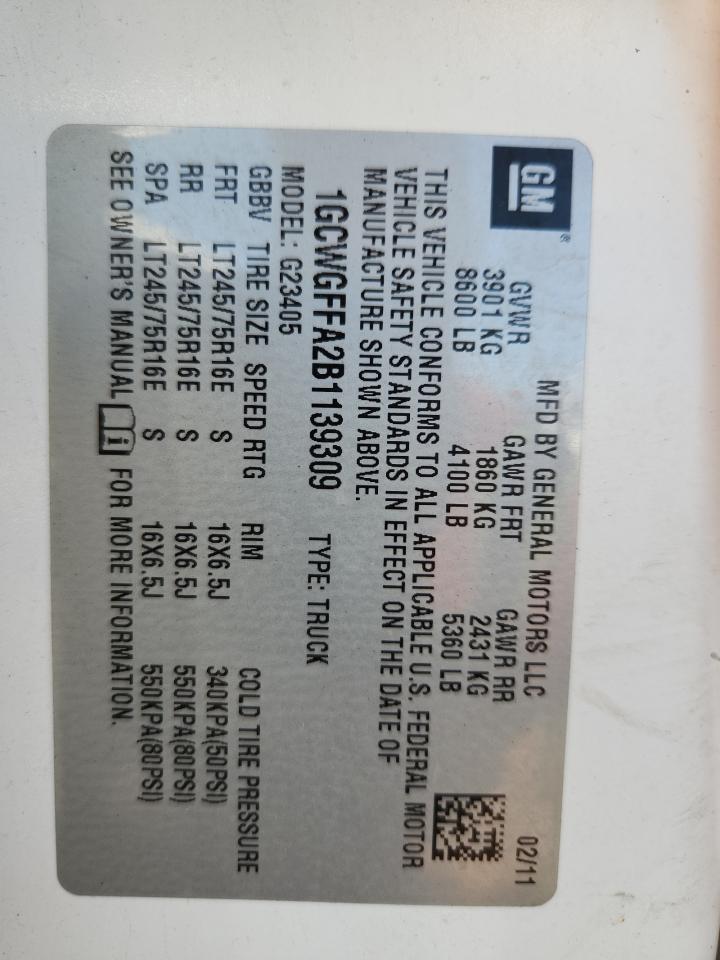 GM®
MFD BY GENERAL MOTORS LLC 02/11
GVWR GAWR FRT GAWR RR
3901 KG 1860 KG 2431 KG
8600 LB 4100 LB 5360 LB
THIS VEHICLE CONFORMS TO ALL APPLICABLE U.S. FEDERAL MOTOR
VEHICLE SAFETY STANDARDS IN EFFECT ON THE DATE OF
MANUFACTURE SHOWN ABOVE.
1GCWGFFA2B1139309 TYPE: TRUCK
MODEL: G23405
GBBV TIRE SIZE SPEED RTG RIM COLD TIRE PRESSURE
FRT LT245/75R16E S 16X6.5J 340KPA(50PSI)
RR LT245/75R16E S 16X6.5J 550KPA(80PSI)
SPA LT245/75R16E S 16X6.5J 550KPA(80PSI)
SEE OWNER'S MANUAL i FOR MORE INFORMATION.